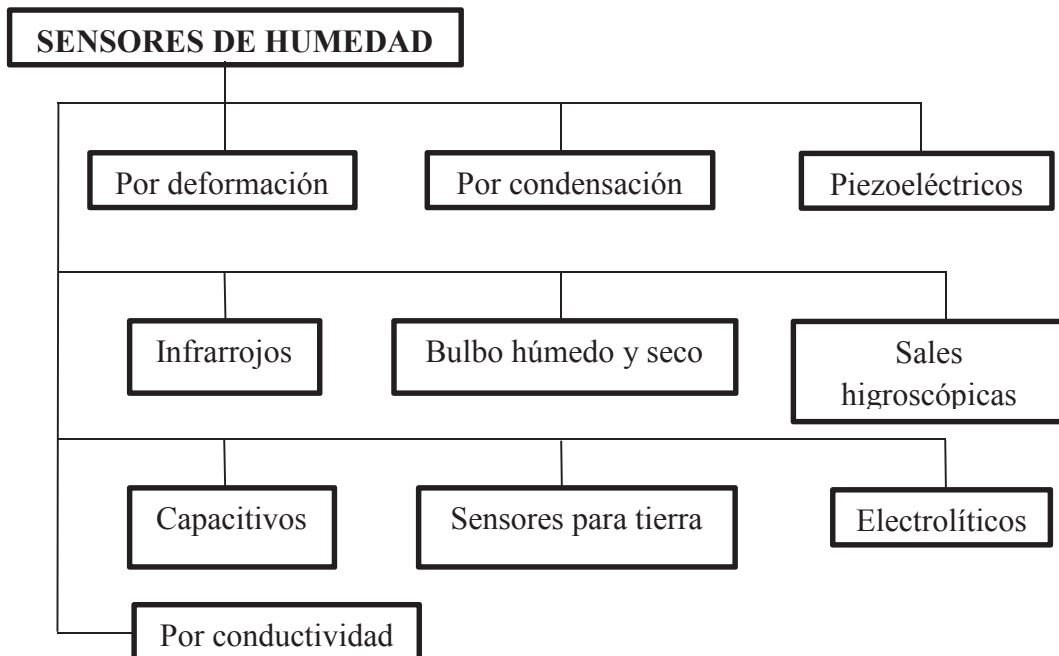 SENSORES DE HUMEDAD
Por deformación
Por condensación
Piezoeléctricos
Infrarrojos
Bulbo húmedo y seco
Sales
higroscópicas
Capacitivos
Sensores para tierra
Electrolíticos
Por conductividad